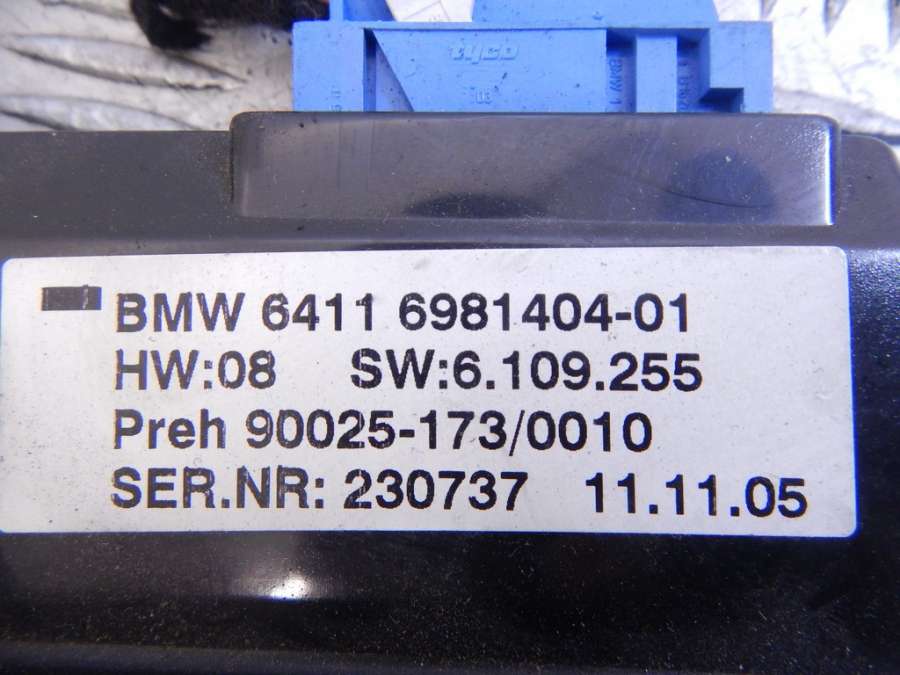 tyco
BMW 6411 6981404-01
HW:08 SW:6.109.255
Preh 90025-173/0010
SER.NR: 230737 11.11.05